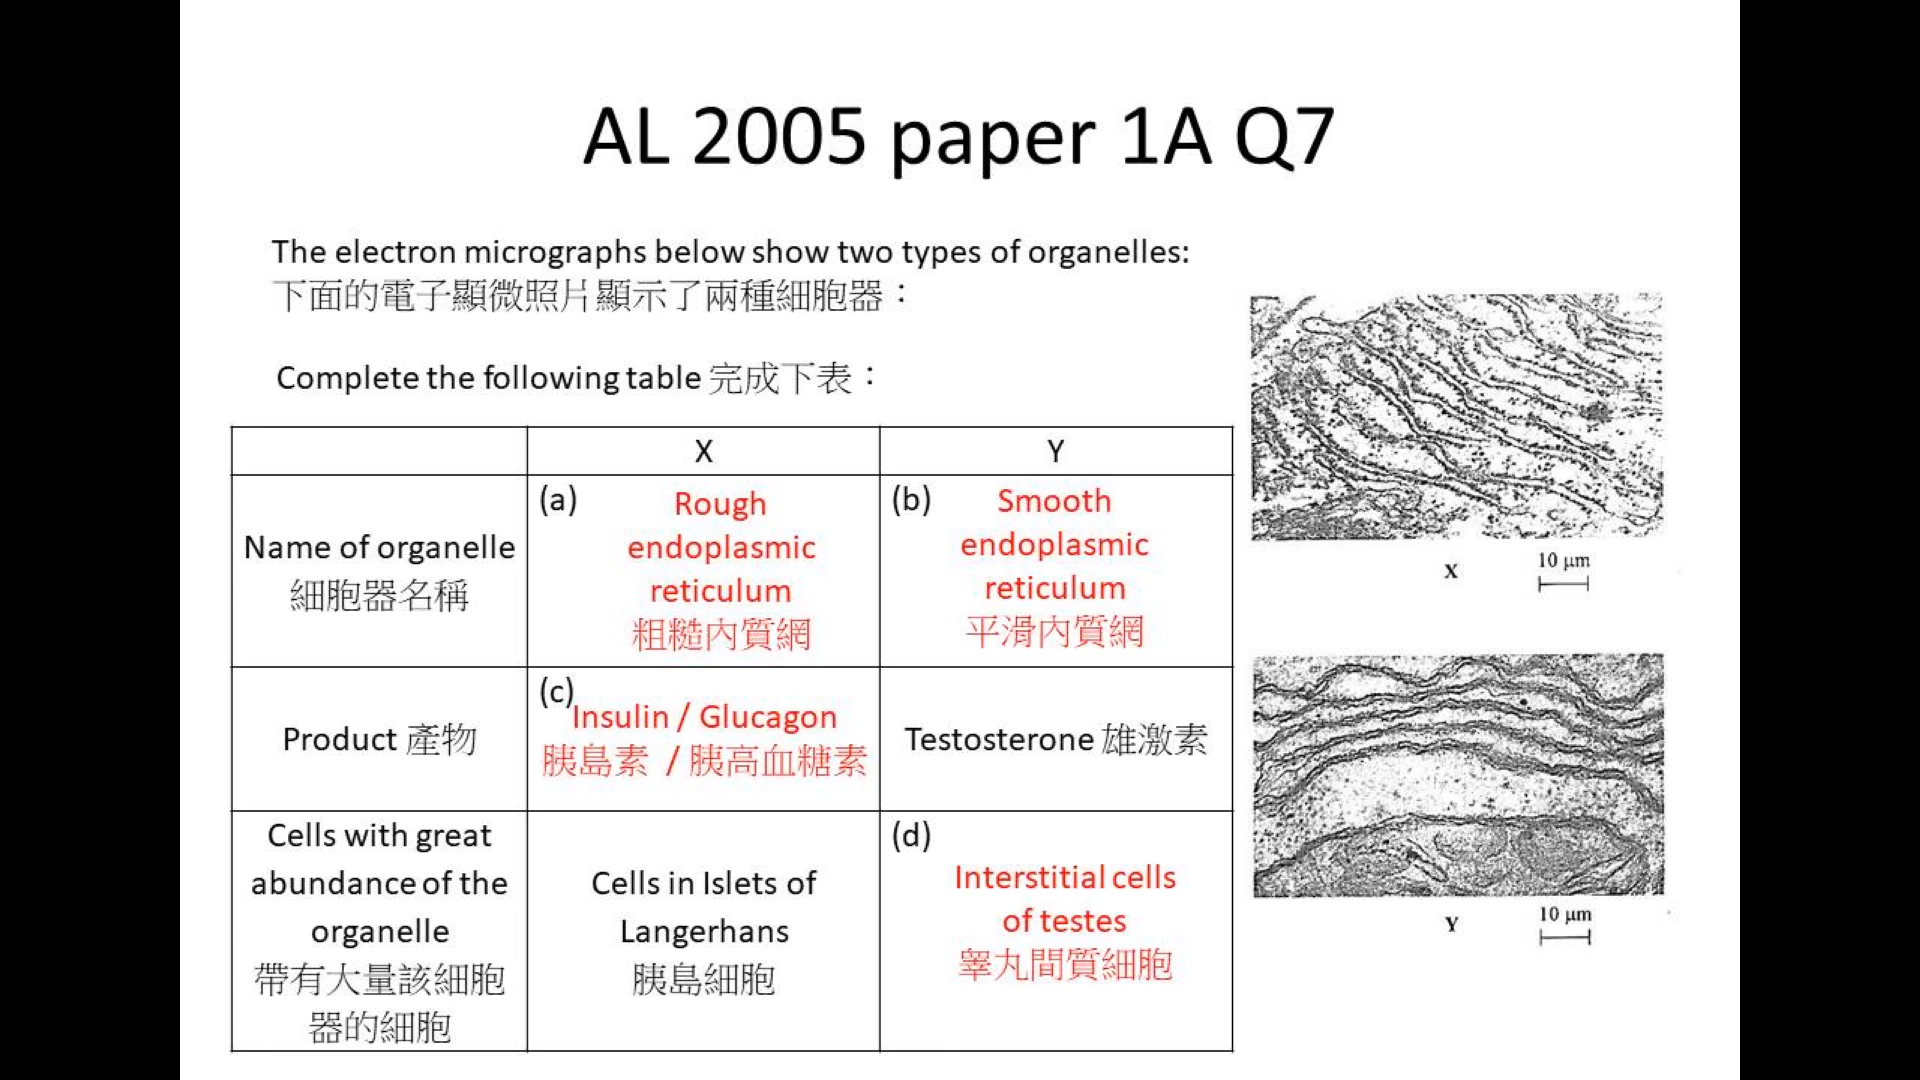 AL 2005 paper 1A Q7
The electron micrographs below show two types of organelles:
下面的電子顯微照片顯示了兩種細胞器：
Complete the following table 完成下表：
X
Y
Name of organelle
細胞器名稱
(a) Rough
endoplasmic
reticulum
粗糙內質網
(b) Smooth
endoplasmic
reticulum
平滑內質網
Product 產物
(c)
Insulin / Glucagon
胰島素 / 胰高血糖素
Testosterone 雄激素
Cells with great
abundance of the
organelle
帶有大量該細胞
器的細胞
Cells in Islets of
Langerhans
胰島細胞
(d)
Interstitial cells
of testes
睾丸間質細胞
X
10 μm
Y
10 μm